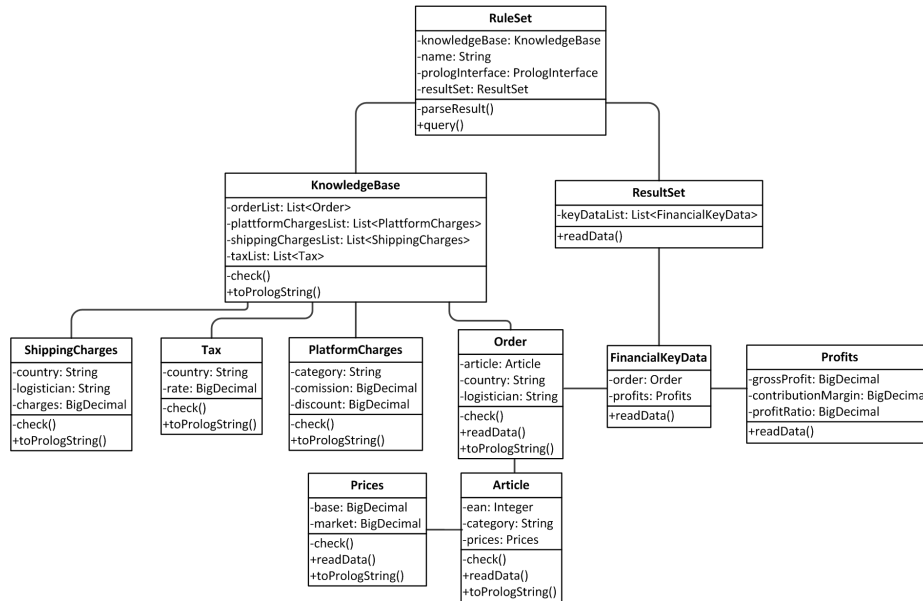 RuleSet
-knowledgeBase: KnowledgeBase
-name: String
-prologInterface: PrologInterface
-resultSet: ResultSet
-parseResult()
+query()
KnowledgeBase
-orderList: List<Order>
-plattformChargesList: List<PlattformCharges>
-shippingChargesList: List<ShippingCharges>
-taxList: List<Tax>
-check()
+toPrologString()
ResultSet
-keyDataList: List<FinancialKeyData>
+readData()
ShippingCharges
-country: String
-logistician: String
-charges: BigDecimal
-check()
+toPrologString()
Tax
-country: String
-rate: BigDecimal
-check()
+toPrologString()
PlatformCharges
-category: String
-comission: BigDecimal
-discount: BigDecimal
-check()
+toPrologString()
Order
-article: Article
-country: String
-logistician: String
-check()
+readData()
+toPrologString()
FinancialKeyData
-order: Order
-profits: Profits
+readData()
Profits
-grossProfit: BigDecimal
-contributionMargin: BigDecima
-profitRatio: BigDecimal
+readData()
Prices
-base: BigDecimal
-market: BigDecimal
-check()
+readData()
+toPrologString()
Article
-ean: Integer
-category: String
-prices: Prices
-check()
+readData()
+toPrologString()